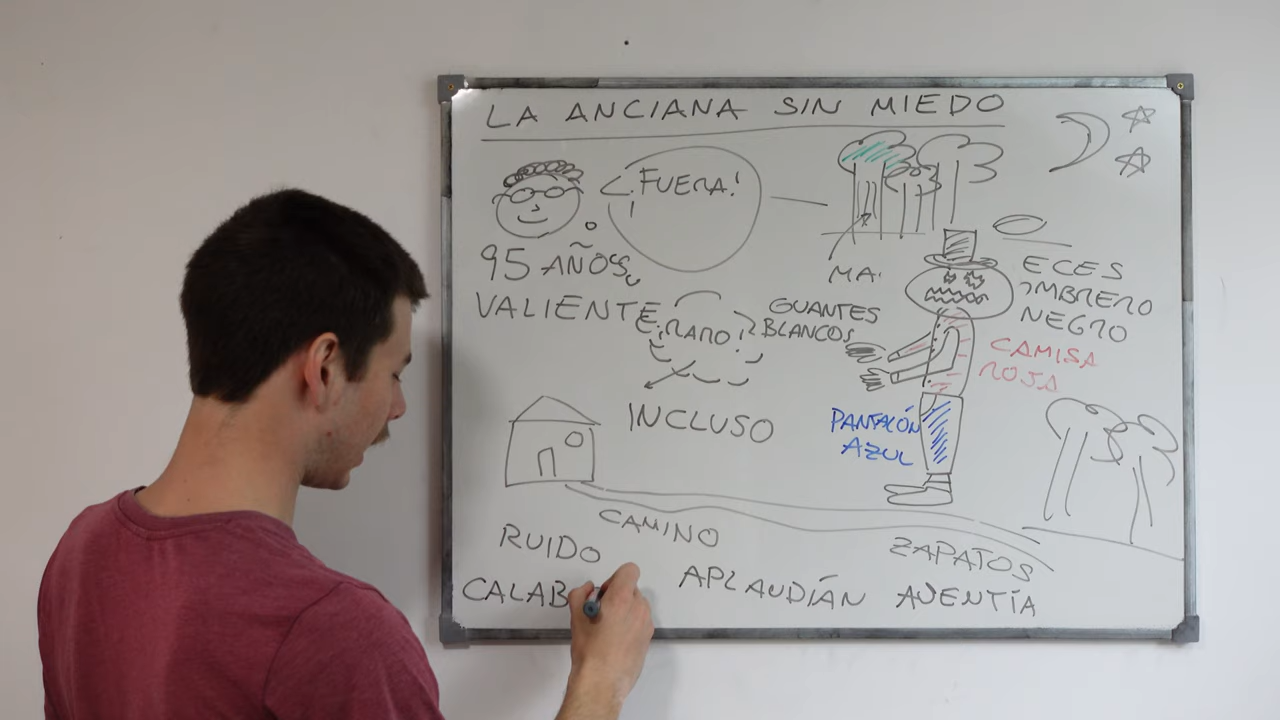 LA ANCIANA SIN MIEDO
¡FUERA!
95 AÑOS
VALIENTE
RARO!
GUANTES
BLANCOS
MA
ECES
OMBRERO
NEGRO
CAMISA
ROJA
INCLUSO
PANTALÓN
AZUL
CAMINO
RUIDO
ZAPATOS
CALAB
APLAUDÍAN
AVENTÍA